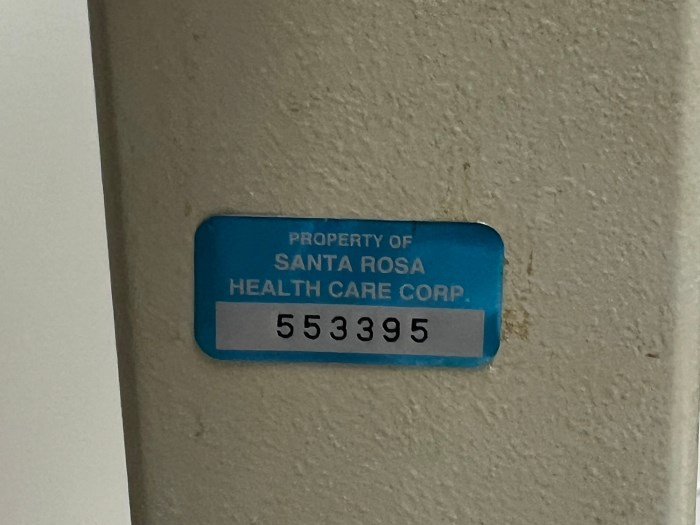 PROPERTY OF
SANTA ROSA
HEALTH CARE CORP.
553395